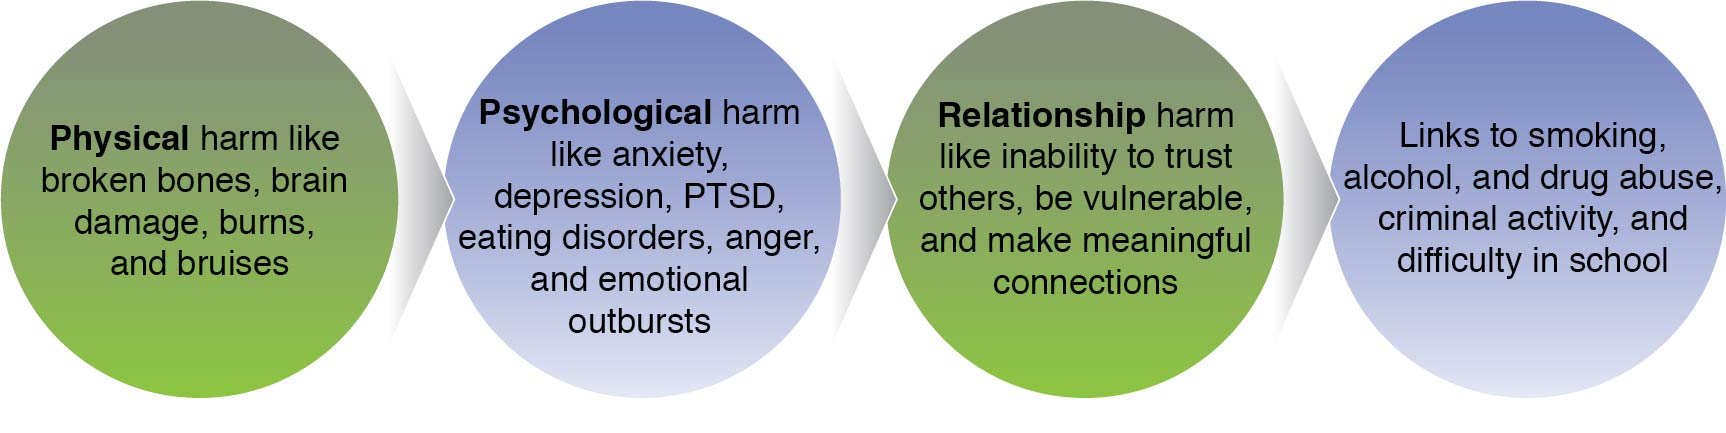 Physical harm like
broken bones, brain
damage, burns,
and bruises
Psychological harm
like anxiety,
depression, PTSD,
eating disorders, anger,
and emotional
outbursts
Relationship harm
like inability to trust
others, be vulnerable,
and make meaningful
connections
Links to smoking,
alcohol, and drug abuse,
criminal activity, and
difficulty in school